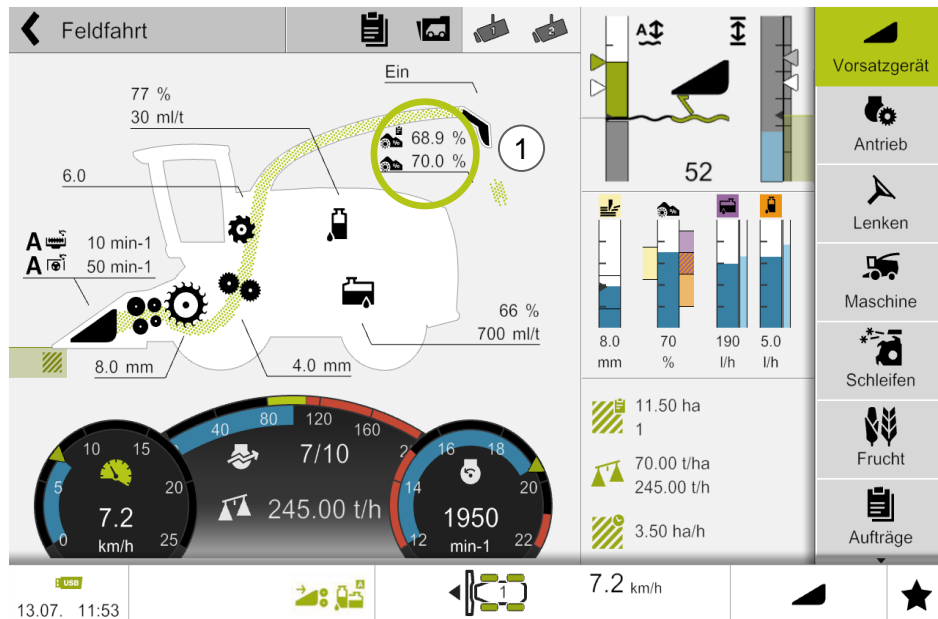 Feldfahrt
1
2
77 %
30 ml/t
Ein
68.9 %
70.0 %
1
6.0
A 10 min-1
A 50 min-1
66 %
700 ml/t
8.0 mm
4.0 mm
A
52
8.0
mm
70
%
190
l/h
5.0
l/h
11.50 ha
1
70.00 t/ha
245.00 t/h
3.50 ha/h
0
5
10
15
20
25
7.2
km/h
40
80
120
160
2
7/10
245.00 t/h
12
14
16
18
20
22
1950
min-1
Vorsatzgerät
Antrieb
Lenken
Maschine
Schleifen
Frucht
Aufträge
USB
13.07. 11:53
A
1
7.2 km/h